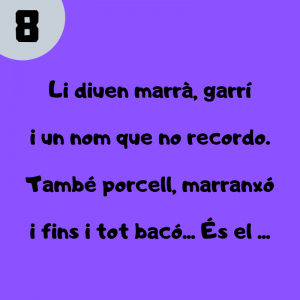 8
Li diuen marrà, garrí
i un nom que no recordo.
També porcell, marranxó
i fins i tot bacó... És el ...